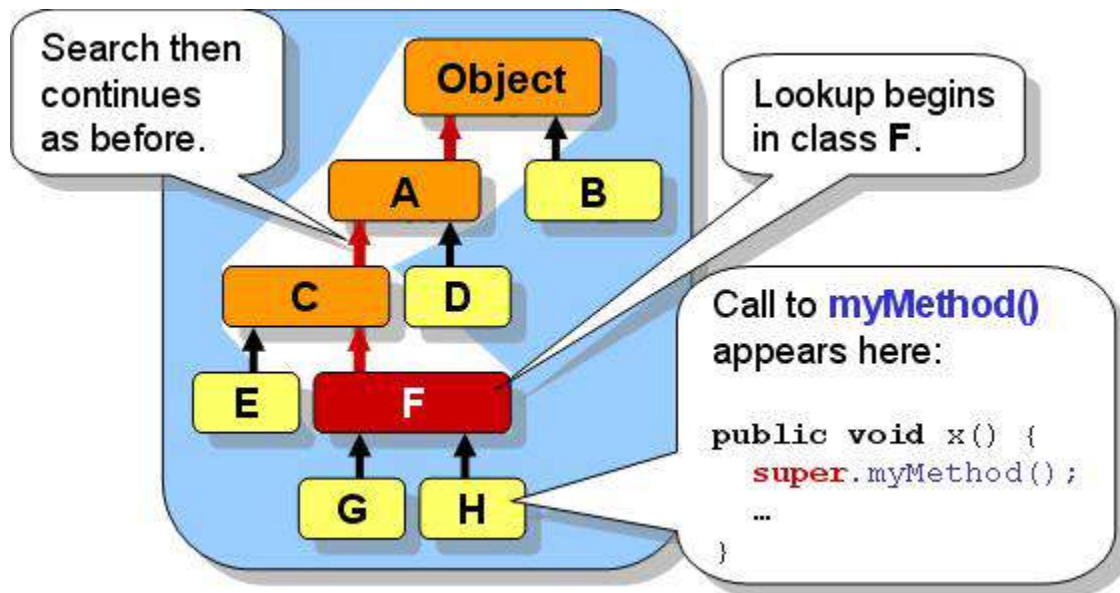 Search then
continues
as before.
Object
Lookup begins
in class F.
A
B
C
D
E
F
G
H
Call to myMethod()
appears here:
public void x() {
super.myMethod();
…
}